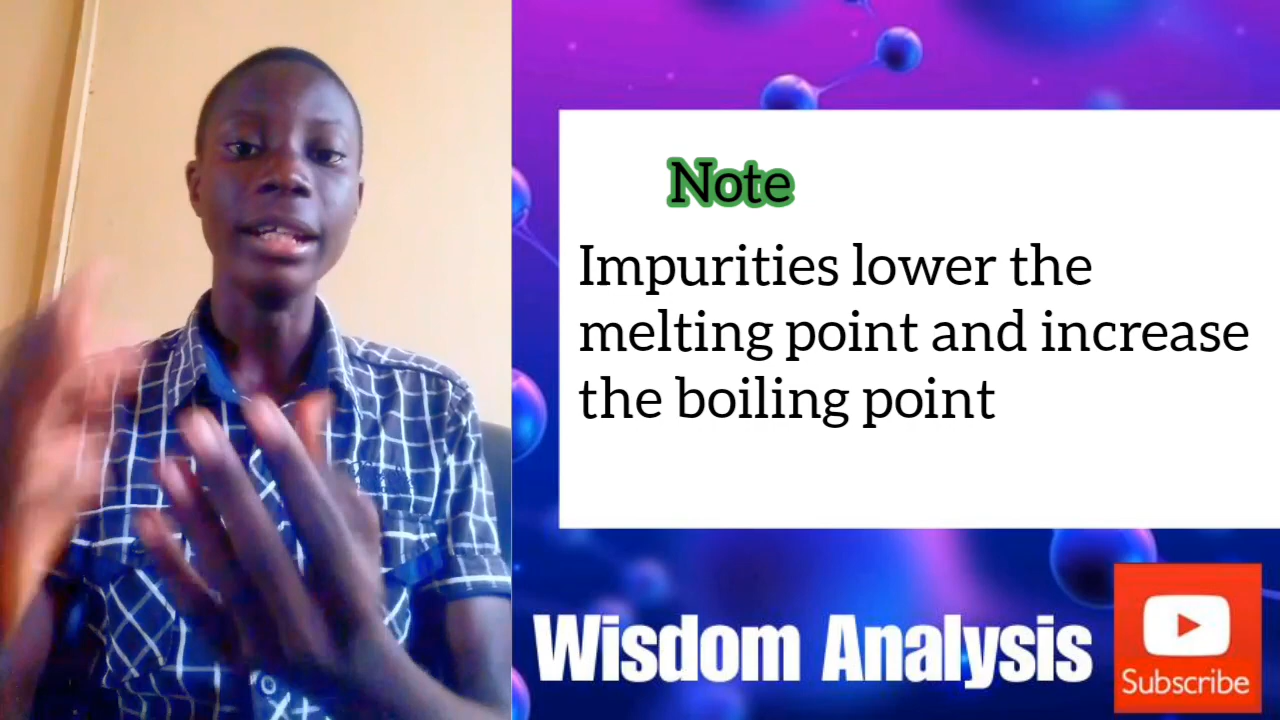 Note
Impurities lower the
melting point and increase
the boiling point
Wisdom Analysis
Subscribe